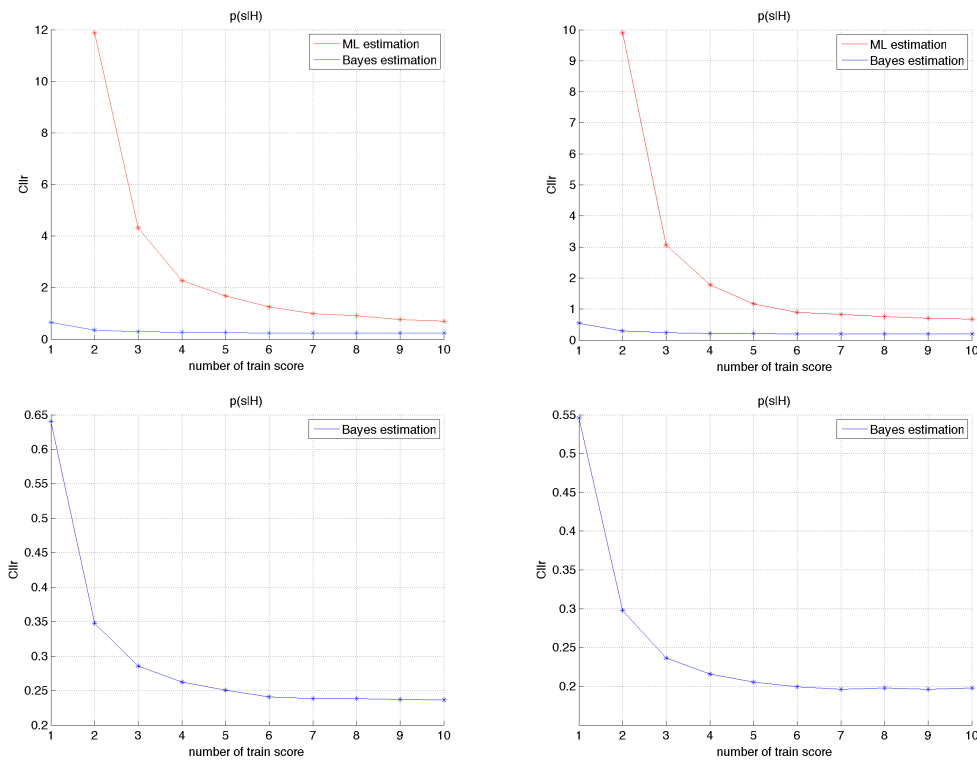 p(s|H)
12
10
8
6
4
2
0
Cllr
ML estimation
Bayes estimation
1 2 3 4 5 6 7 8 9 10
number of train score
p(s|H)
10
9
8
7
6
5
4
3
2
1
0
Cllr
ML estimation
Bayes estimation
1 2 3 4 5 6 7 8 9 10
number of train score
p(s|H)
0.65
0.6
0.55
0.5
0.45
0.4
0.35
0.3
0.25
0.2
Cllr
Bayes estimation
1 2 3 4 5 6 7 8 9 10
number of train score
p(s|H)
0.55
0.5
0.45
0.4
0.35
0.3
0.25
0.2
Cllr
Bayes estimation
1 2 3 4 5 6 7 8 9 10
number of train score